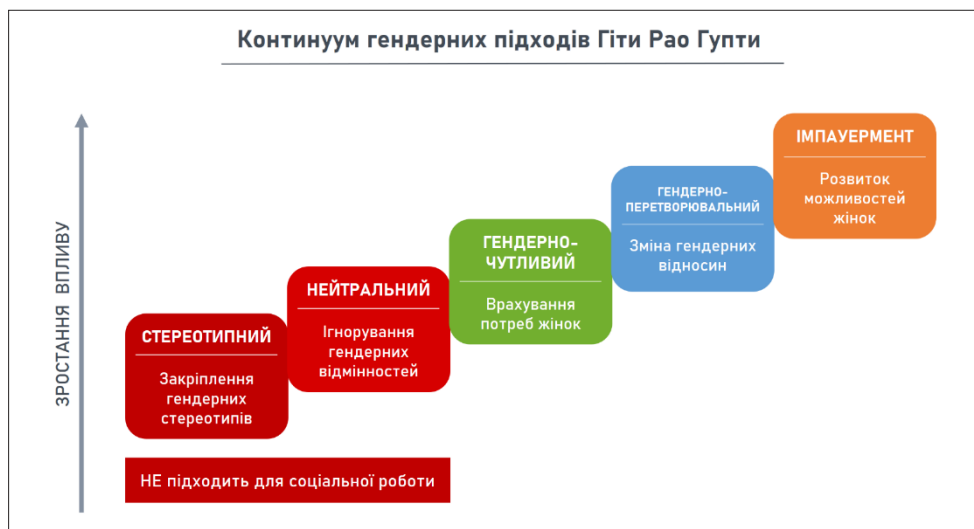 Континуум гендерних підходів Гіти Рао Гупти
ЗРОСТАННЯ ВПЛИВУ
СТЕРЕОТИПНИЙ
Закріплення
гендерних
стереотипів
НЕЙТРАЛЬНИЙ
Ігнорування
гендерних
відмінностей
ГЕНДЕРНО-
ЧУТЛИВИЙ
Врахування
потреб жінок
ГЕНДЕРНО-
ПЕРЕТВОРЮВАЛЬНИЙ
Зміна гендерних
відносин
ІМПАУЕРМЕНТ
Розвиток
можливостей
жінок
НЕ підходить для соціальної роботи